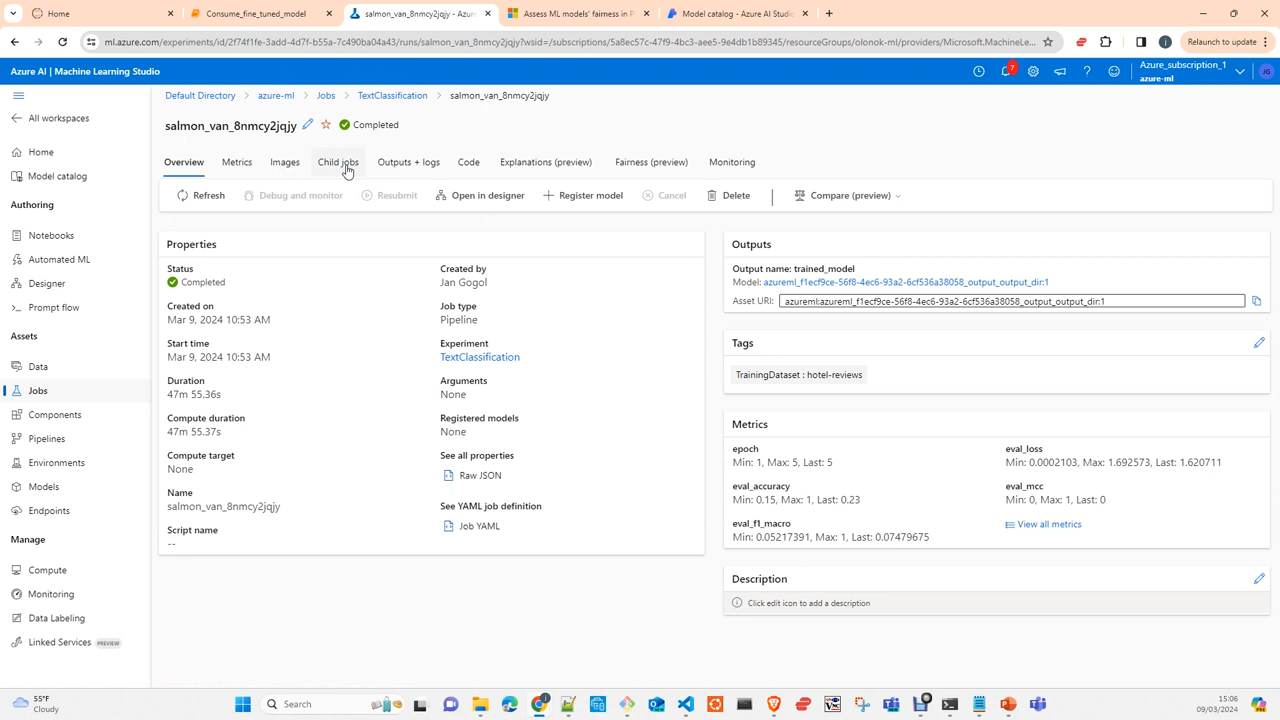 Home
Consume_fine_tuned_model
salmon_van_8nmcy2jqjy - Azure
Assess ML models' fairness in P
Model catalog - Azure AI Studio
ml.azure.com/experiments/id/2f74f1fe-3add-4d7f-b55a-7c490ba04a43/runs/salmon_van_8nmcy2jqjy?wsid=/subscriptions/5a8ec57c-47f9-4bc3-aee5-9e4db1b89345/resourceGroups/olonok-ml/providers/Microsoft.MachineLe...
Relaunch to update
Azure AI | Machine Learning Studio
7
Azure_subscription_1
azure-ml
JG
Default Directory > azure-ml > Jobs > TextClassification > salmon_van_8nmcy2jqjy
All workspaces
salmon_van_8nmcy2jqjy
Completed
Home
Model catalog
Authoring
Notebooks
Automated ML
Designer
Prompt flow
Assets
Data
Jobs
Components
Pipelines
Environments
Models
Endpoints
Manage
Compute
Monitoring
Data Labeling
Linked Services PREVIEW
Overview Metrics Images Child jobs Outputs + logs Code Explanations (preview) Fairness (preview) Monitoring
Refresh Debug and monitor Resubmit Open in designer Register model Cancel Delete Compare (preview)
Properties
Status
Completed
Created on
Mar 9, 2024 10:53 AM
Start time
Mar 9, 2024 10:53 AM
Duration
47m 55.36s
Compute duration
47m 55.37s
Compute target
None
Name
salmon_van_8nmcy2jqjy
Script name
--
Created by
Jan Gogol
Job type
Pipeline
Experiment
TextClassification
Arguments
None
Registered models
None
See all properties
Raw JSON
See YAML job definition
Job YAML
Outputs
Output name: trained_model
Model: azureml_f1ecf9ce-56f8-4ec6-93a2-6cf536a38058_output_output_dir:1
Asset URI: azureml:azureml_f1ecf9ce-56f8-4ec6-93a2-6cf536a38058_output_output_dir:1
Tags
TrainingDataset : hotel-reviews
Metrics
epoch
Min: 1, Max: 5, Last: 5
eval_accuracy
Min: 0.15, Max: 1, Last: 0.23
eval_f1_macro
Min: 0.05217391, Max: 1, Last: 0.07479675
eval_loss
Min: 0.0002103, Max: 1.692573, Last: 1.620711
eval_mcc
Min: 0, Max: 1, Last: 0
View all metrics
Description
Click edit icon to add a description
55°F
Cloudy
Search
15:06
09/03/2024